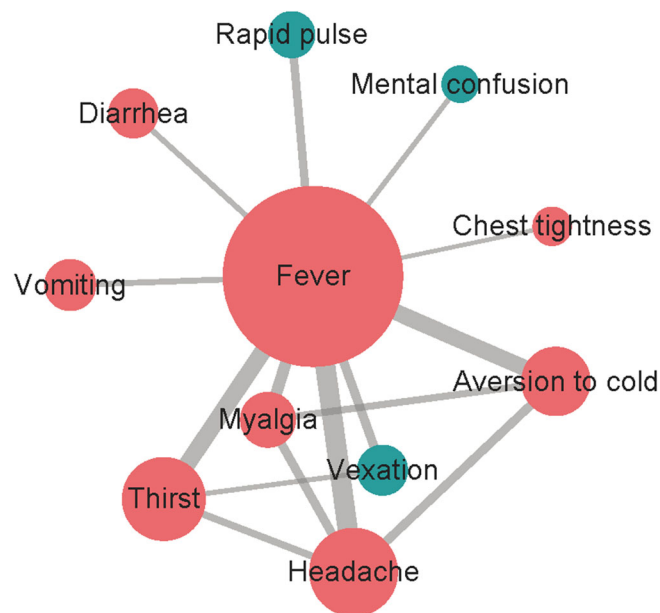 Rapid pulse
Mental confusion
Diarrhea
Chest tightness
Fever
Vomiting
Aversion to cold
Myalgia
Vexation
Thirst
Headache